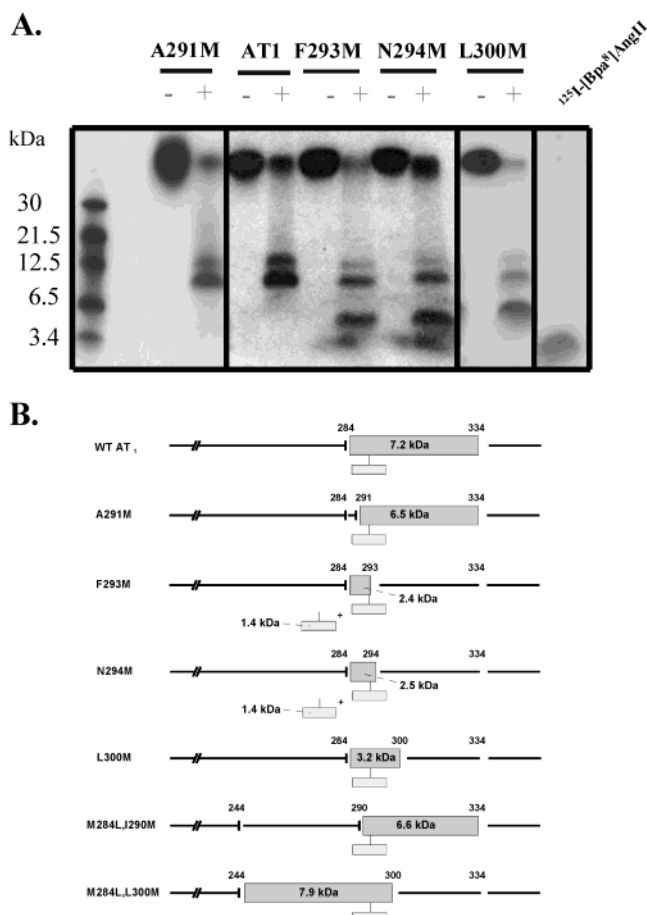 A.
A291M AT1 F293M N294M L300M ¹²⁵I-[Bpa⁸]AngII
- + - + - + - + - +
kDa
30
21.5
12.5
6.5
3.4
B.
284 334
WT AT ₁ 7.2 kDa
284 291 334
A291M 6.5 kDa
284 293 334
F293M
2.4 kDa
1.4 kDa +
284 294 334
N294M
2.5 kDa
1.4 kDa +
284 300 334
L300M 3.2 kDa
244 290 334
M284L,I290M 6.6 kDa
244 300 334
M284L,L300M 7.9 kDa